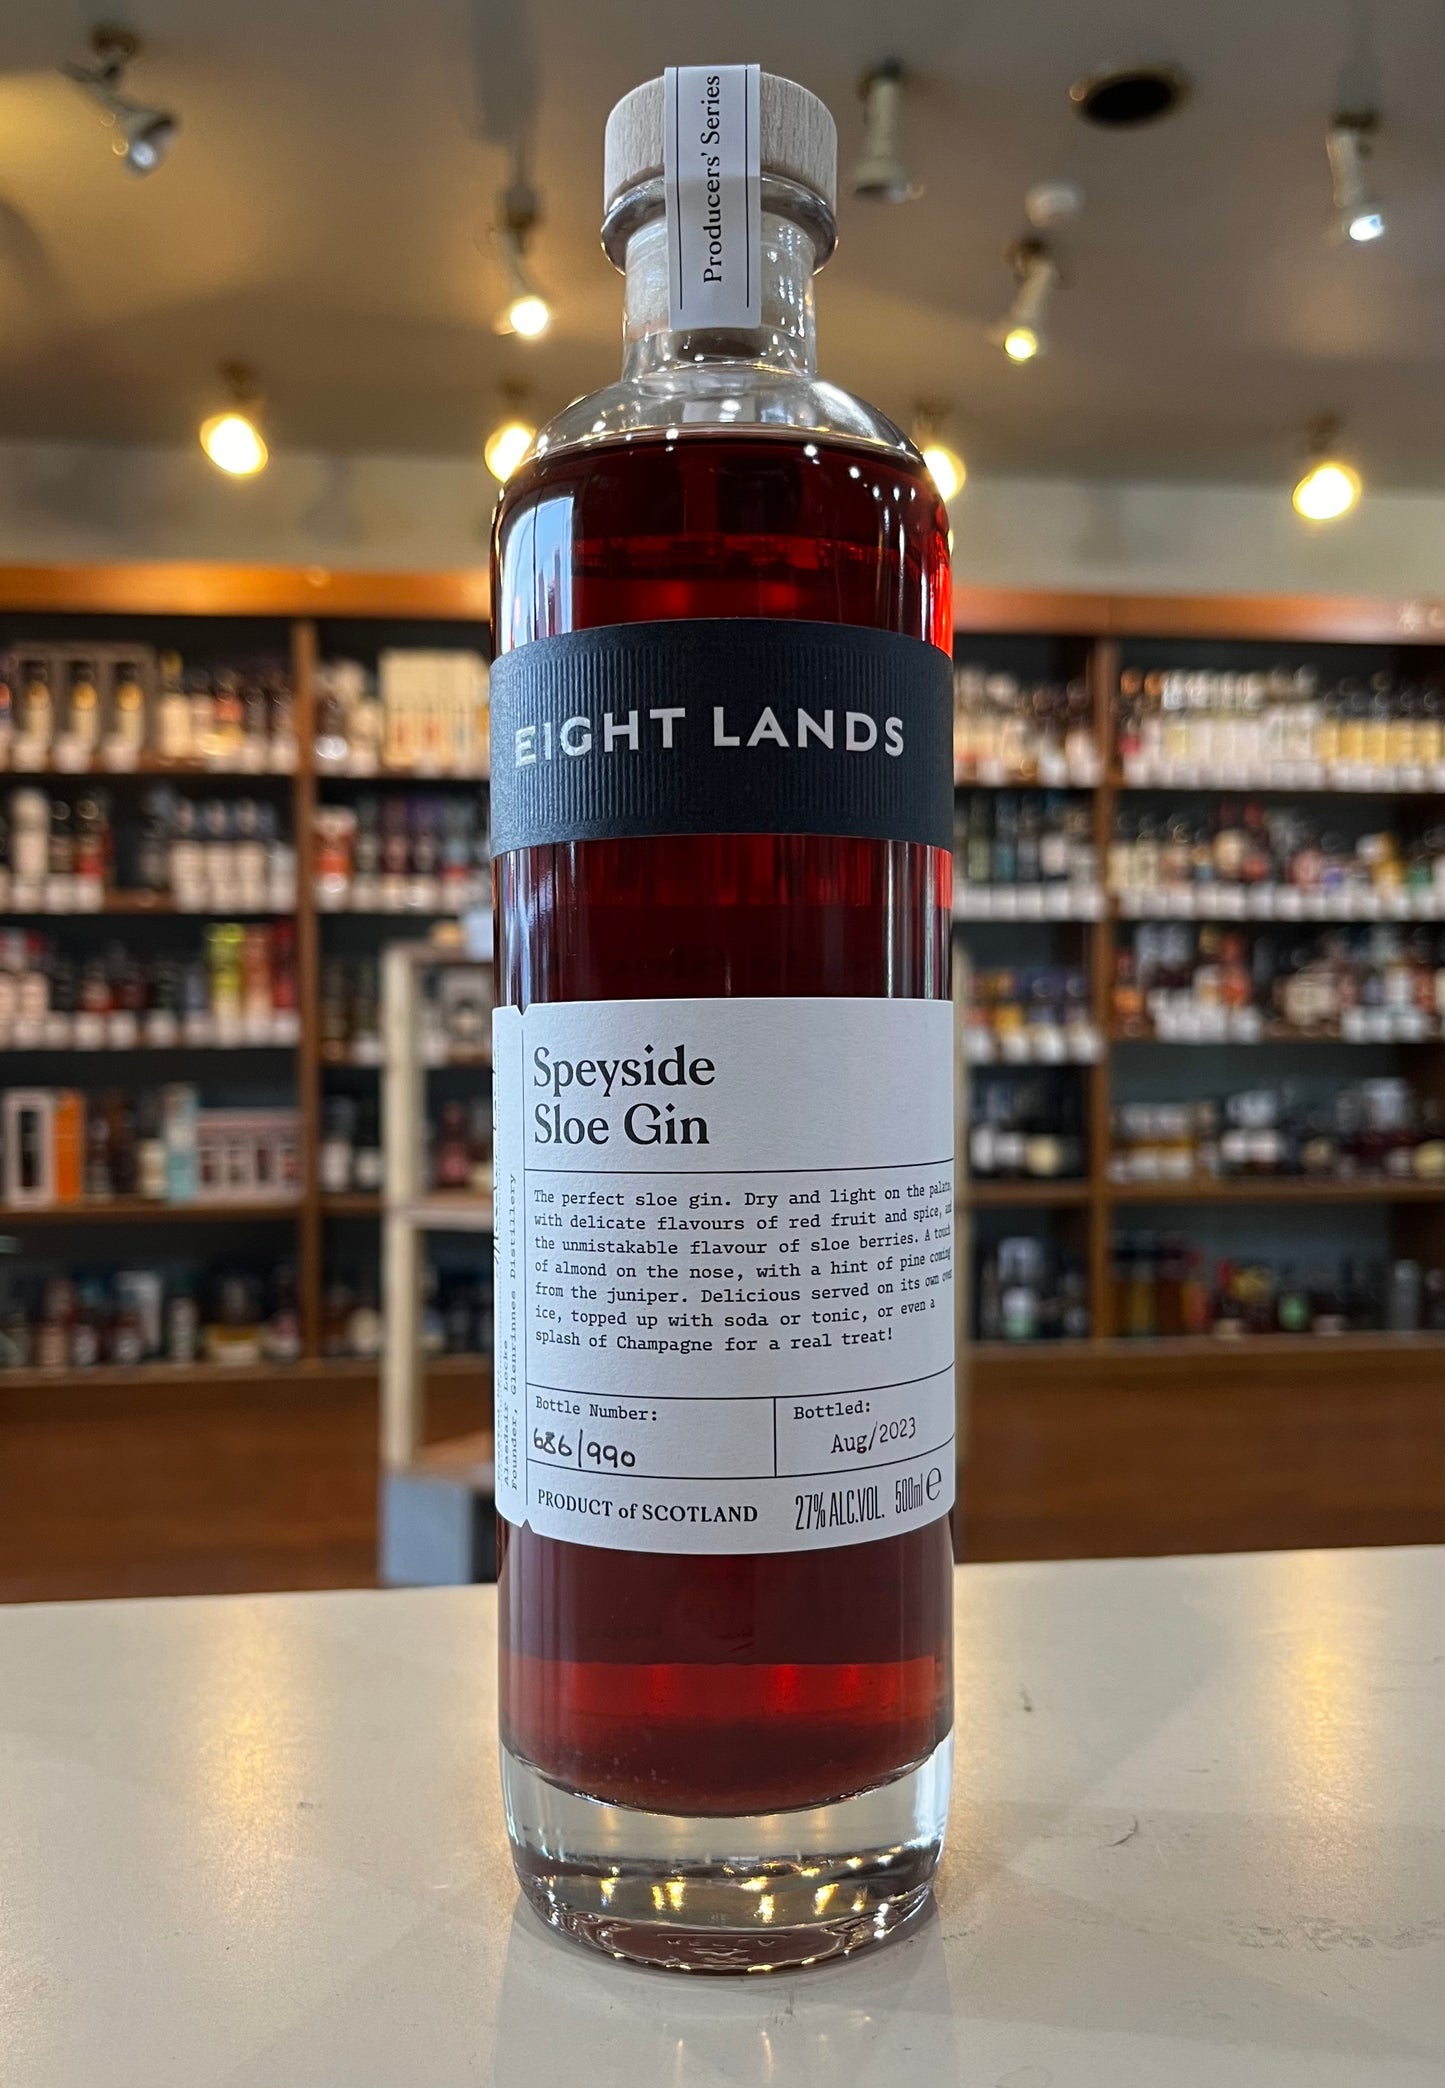 Producers' Series
EIGHT LANDS
Speyside
Sloe Gin
The perfect sloe gin. Dry and light on the palate,
with delicate flavours of red fruit and spice, and
the unmistakable flavour of sloe berries. A touch
of almond on the nose, with a hint of pine coming
from the juniper. Delicious served on its own over
ice, topped up with soda or tonic, or even a
splash of Champagne for a real treat!
Bottle Number:
686/990
Bottled:
Aug/2023
PRODUCT of SCOTLAND
27% ALC.VOL. 500ml e
Alasdair Locke
Founder, Glenrinnes Distillery